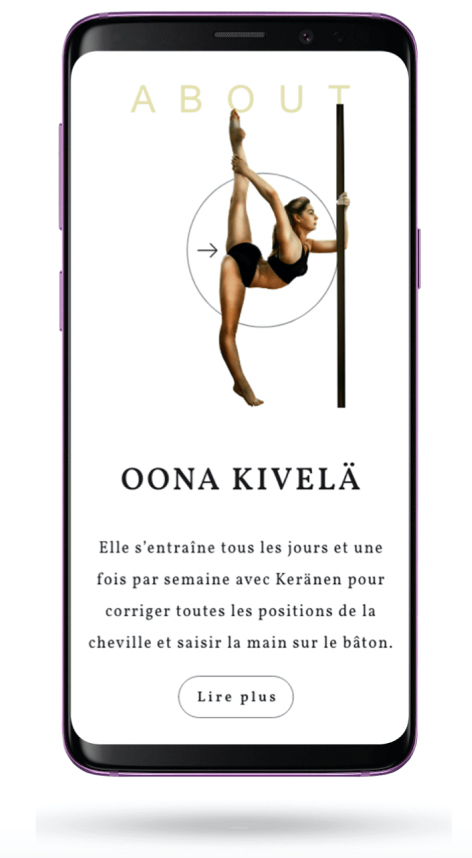 ABOUT
OONA KIVELÄ
Elle s'entraîne tous les jours et une
fois par semaine avec Keränen pour
corriger toutes les positions de la
cheville et saisir la main sur le bâton.
Lire plus